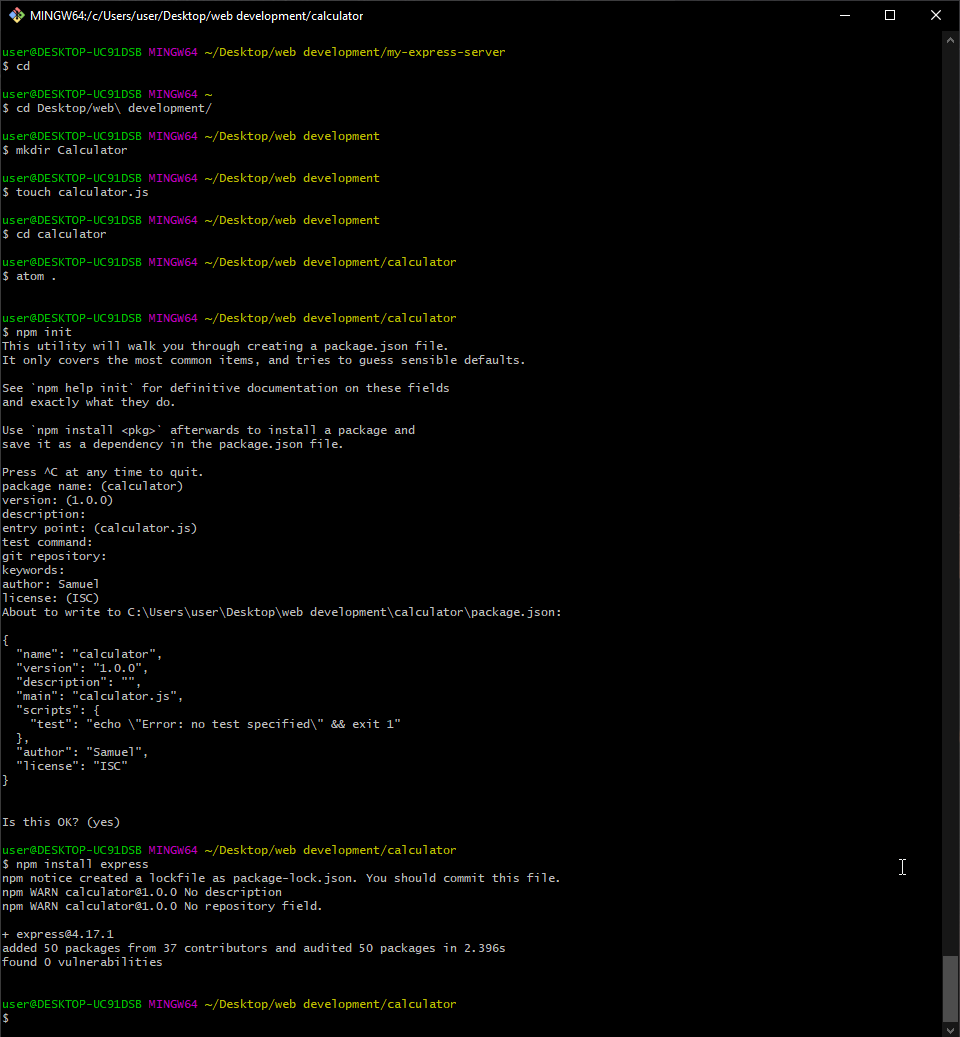 MINGW64:/c/Users/user/Desktop/web development/calculator
user@DESKTOP-UC91DSB MINGW64 ~/Desktop/web development/my-express-server
$ cd
user@DESKTOP-UC91DSB MINGW64 ~
$ cd Desktop/web\ development/
user@DESKTOP-UC91DSB MINGW64 ~/Desktop/web development
$ mkdir Calculator
user@DESKTOP-UC91DSB MINGW64 ~/Desktop/web development
$ touch calculator.js
user@DESKTOP-UC91DSB MINGW64 ~/Desktop/web development
$ cd calculator
user@DESKTOP-UC91DSB MINGW64 ~/Desktop/web development/calculator
$ atom .
user@DESKTOP-UC91DSB MINGW64 ~/Desktop/web development/calculator
$ npm init
This utility will walk you through creating a package.json file.
It only covers the most common items, and tries to guess sensible defaults.
See `npm help init` for definitive documentation on these fields
and exactly what they do.
Use `npm install <pkg>` afterwards to install a package and
save it as a dependency in the package.json file.
Press ^C at any time to quit.
package name: (calculator)
version: (1.0.0)
description:
entry point: (calculator.js)
test command:
git repository:
keywords:
author: Samuel
license: (ISC)
About to write to C:\Users\user\Desktop\web development\calculator\package.json:
{
  "name": "calculator",
  "version": "1.0.0",
  "description": "",
  "main": "calculator.js",
  "scripts": {
    "test": "echo \"Error: no test specified\" && exit 1"
  },
  "author": "Samuel",
  "license": "ISC"
}
Is this OK? (yes)
user@DESKTOP-UC91DSB MINGW64 ~/Desktop/web development/calculator
$ npm install express
npm notice created a lockfile as package-lock.json. You should commit this file.
npm WARN calculator@1.0.0 No description
npm WARN calculator@1.0.0 No repository field.
+ express@4.17.1
added 50 packages from 37 contributors and audited 50 packages in 2.396s
found 0 vulnerabilities
user@DESKTOP-UC91DSB MINGW64 ~/Desktop/web development/calculator
$